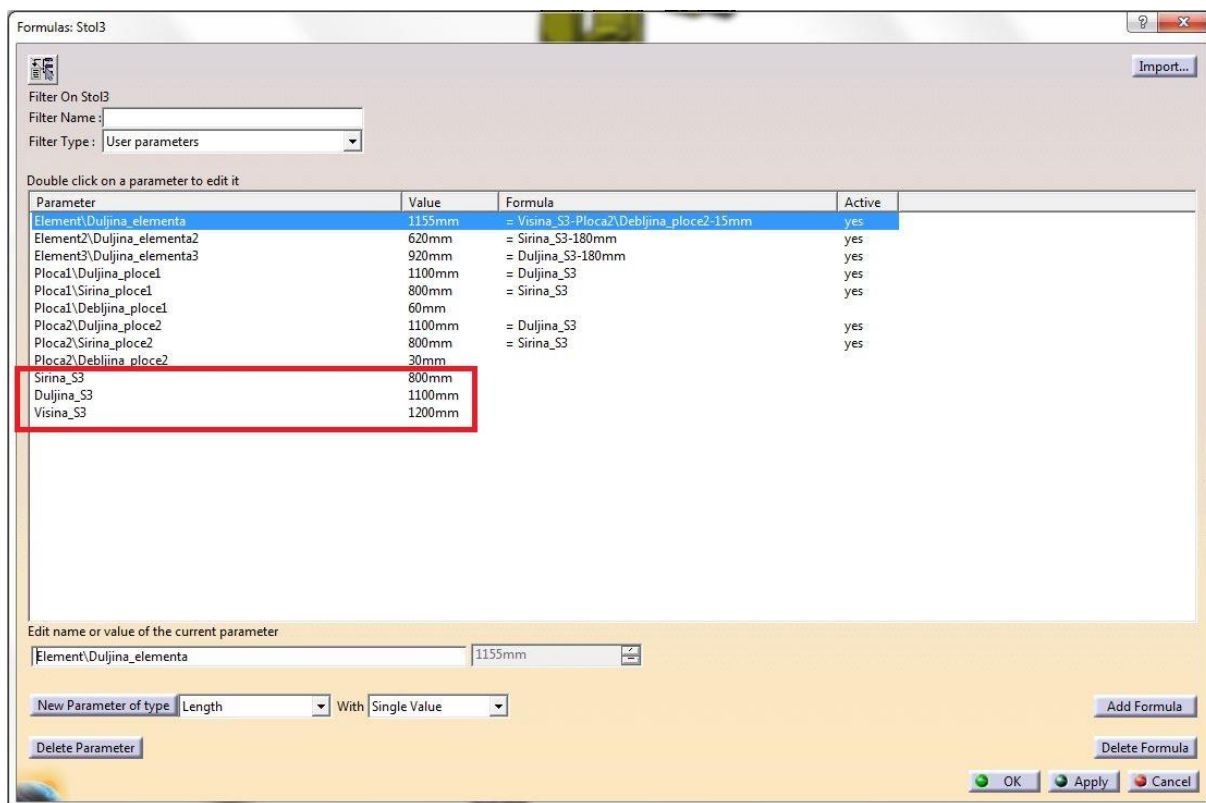 Formulas: Stol3
Import...
Filter On Stol3
Filter Name :
Filter Type : User parameters
Double click on a parameter to edit it
Parameter Value Formula Active
Element\Duljina_elementa 1155mm = Visina_S3-Ploca2\Debljina_ploce2-15mm yes
Element2\Duljina_elementa2 620mm = Sirina_S3-180mm yes
Element3\Duljina_elementa3 920mm = Duljina_S3-180mm yes
Ploca1\Duljina_ploce1 1100mm = Duljina_S3 yes
Ploca1\Sirina_ploce1 800mm = Sirina_S3 yes
Ploca1\Debljina_ploce1 60mm
Ploca2\Duljina_ploce2 1100mm = Duljina_S3 yes
Ploca2\Sirina_ploce2 800mm = Sirina_S3 yes
Ploca2\Debljina_ploce2 30mm
Sirina_S3 800mm
Duljina_S3 1100mm
Visina_S3 1200mm
Edit name or value of the current parameter
Element\Duljina_elementa 1155mm
New Parameter of type Length With Single Value Add Formula
Delete Parameter Delete Formula
OK Apply Cancel